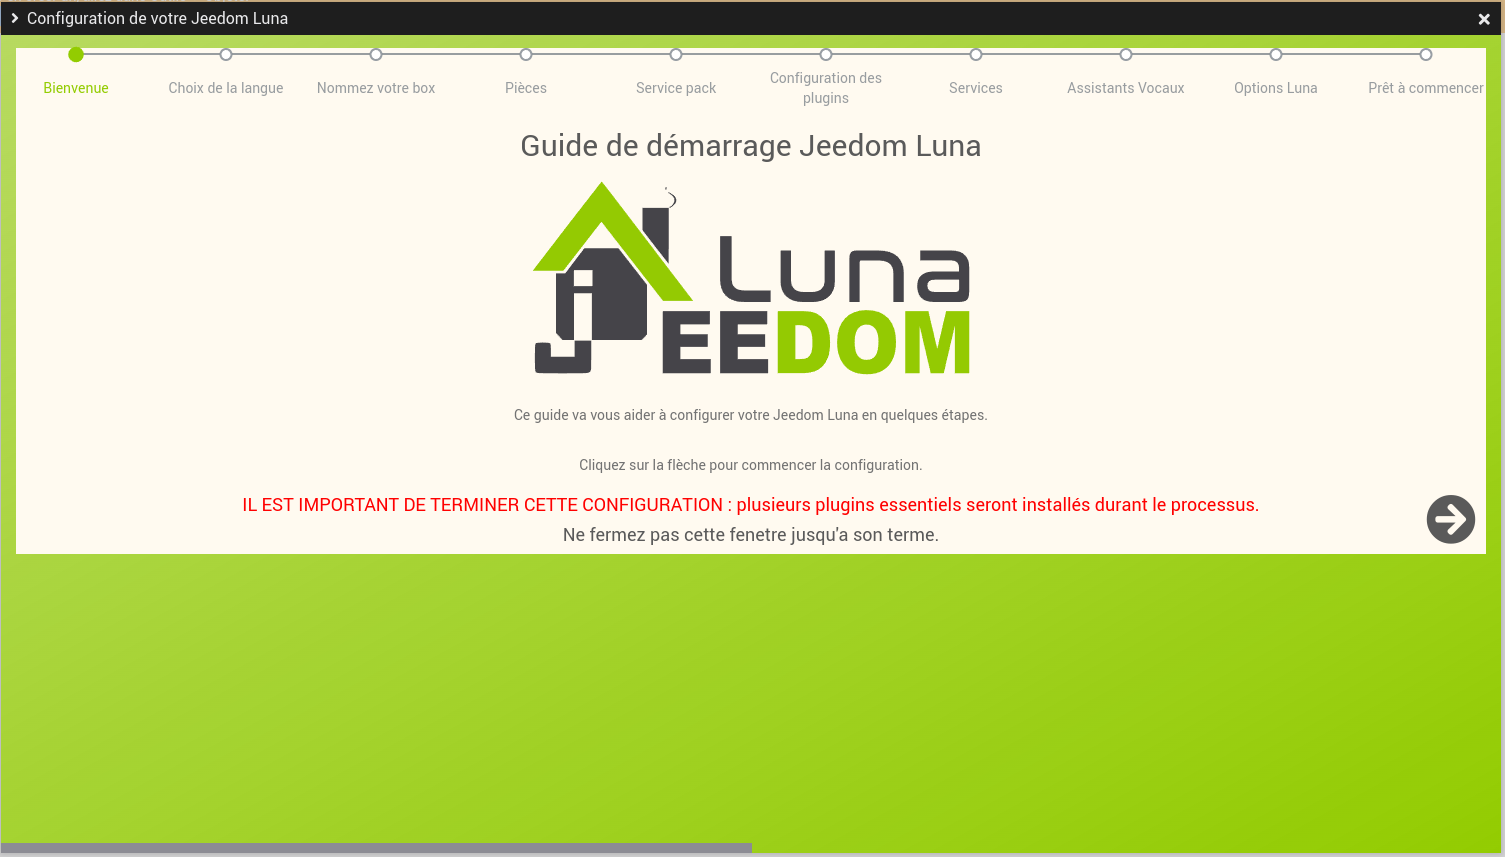 Configuration de votre Jeedom Luna
Bienvenue
Choix de la langue
Nommez votre box
Pièces
Service pack
Configuration des
plugins
Services
Assistants Vocaux
Options Luna
Prêt à commencer
Guide de démarrage Jeedom Luna
Luna
JEEDOM
Ce guide va vous aider à configurer votre Jeedom Luna en quelques étapes.
Cliquez sur la flèche pour commencer la configuration.
IL EST IMPORTANT DE TERMINER CETTE CONFIGURATION : plusieurs plugins essentiels seront installés durant le processus.
Ne fermez pas cette fenetre jusqu'a son terme.